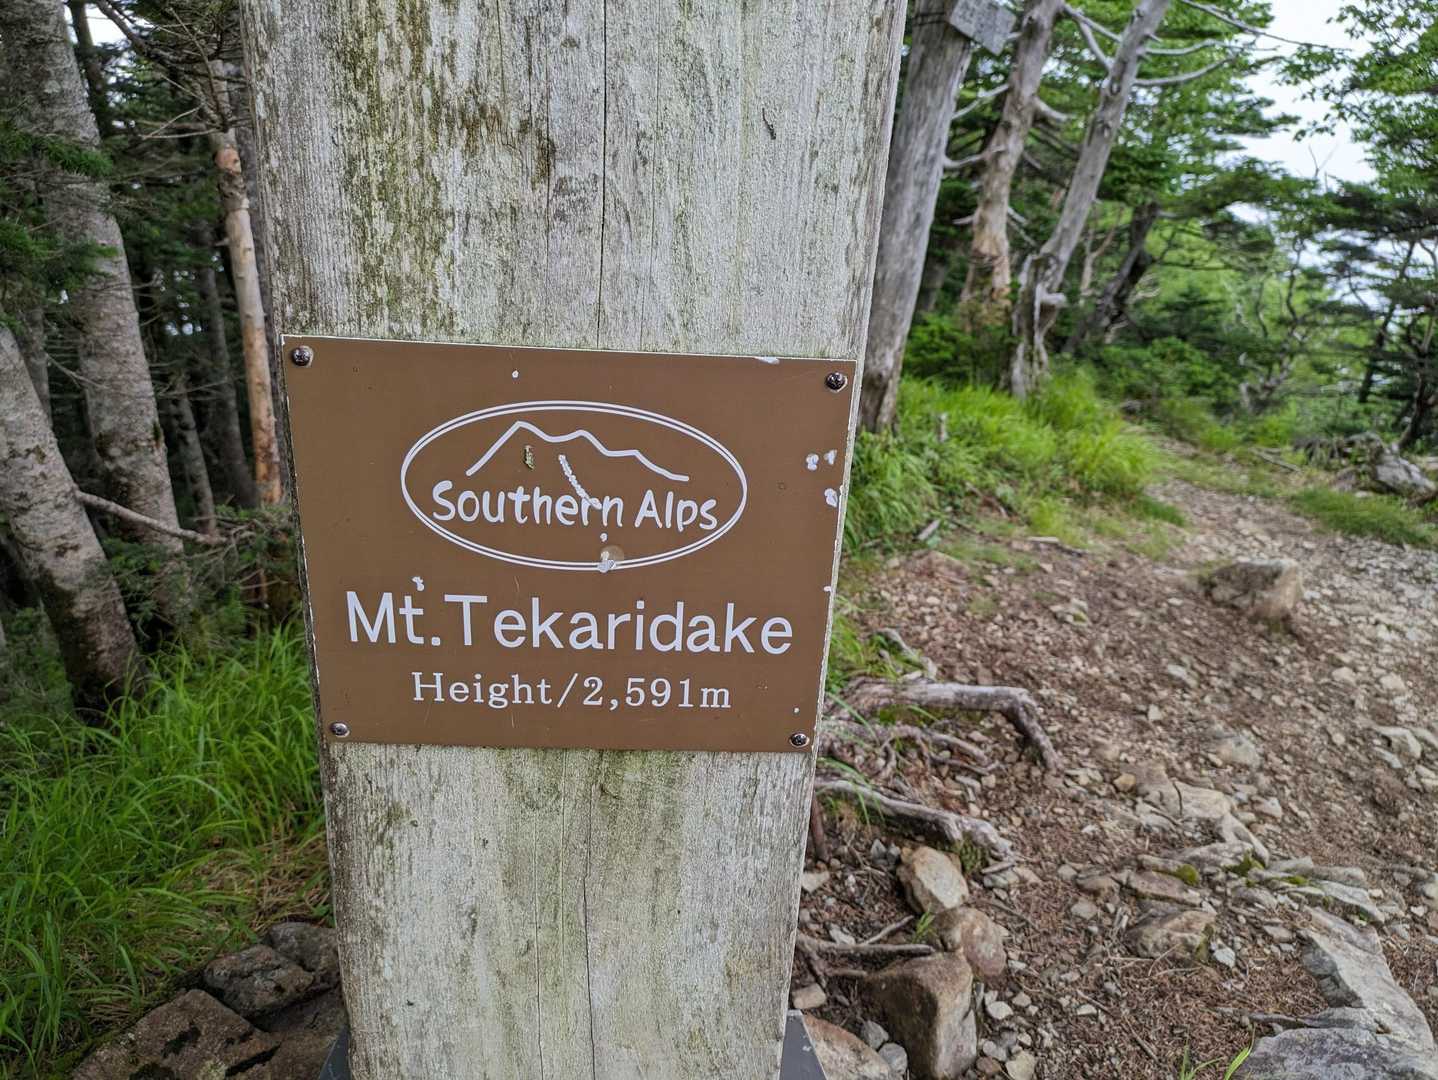 Southern Alps
Mt.Tekaridake
Height/2,591m